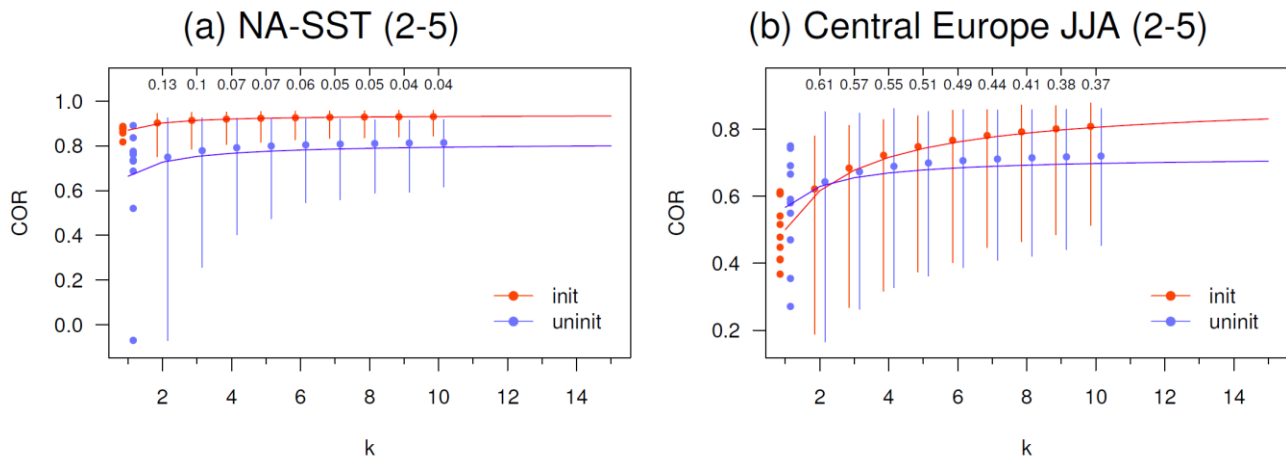 (a) NA-SST (2-5)
0.13 0.1 0.07 0.07 0.06 0.05 0.05 0.04 0.04
1.0
0.8
0.6
0.4
0.2
0.0
COR
init
uninit
2 4 6 8 10 12 14
k
(b) Central Europe JJA (2-5)
0.61 0.57 0.55 0.51 0.49 0.44 0.41 0.38 0.37
0.8
0.6
0.4
0.2
COR
init
uninit
2 4 6 8 10 12 14
k